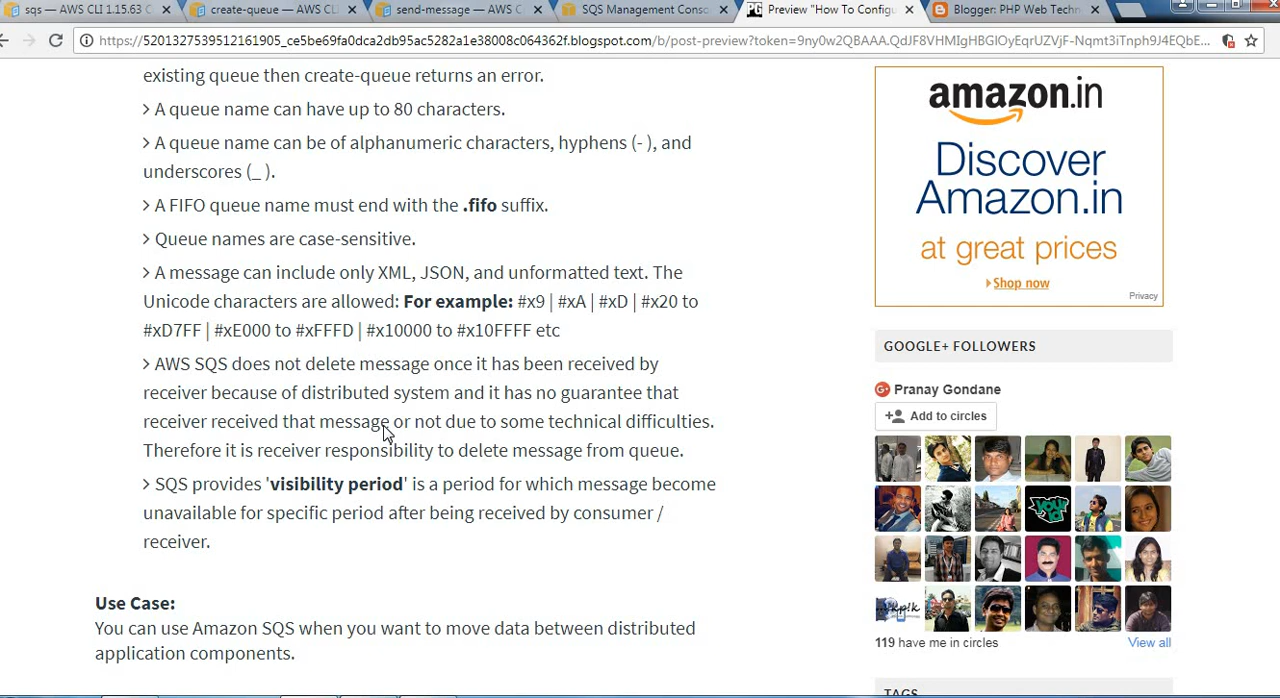 sqs — AWS CLI 1.15.63 C
create-queue — AWS CLI
send-message — AWS C
SQS Management Conso
Preview "How To Configu
Blogger: PHP Web Techn
https://5201327539512161905_ce5be69fa0dca2db95ac5282a1e38008c064362f.blogspot.com/b/post-preview?token=9ny0w2QBAAA.QdJF8VHMIgHBGlOyEqrUZVjF-Nqmt3iTnph9J4EQbE...
existing queue then create-queue returns an error.
> A queue name can have up to 80 characters.
> A queue name can be of alphanumeric characters, hyphens (- ), and
underscores (_ ).
> A FIFO queue name must end with the .fifo suffix.
> Queue names are case-sensitive.
> A message can include only XML, JSON, and unformatted text. The
Unicode characters are allowed: For example: #x9 | #xA | #xD | #x20 to
#xD7FF | #xE000 to #xFFFD | #x10000 to #x10FFFF etc
> AWS SQS does not delete message once it has been received by
receiver because of distributed system and it has no guarantee that
receiver received that message or not due to some technical difficulties.
Therefore it is receiver responsibility to delete message from queue.
> SQS provides 'visibility period' is a period for which message become
unavailable for specific period after being received by consumer /
receiver.
Use Case:
You can use Amazon SQS when you want to move data between distributed
application components.
amazon.in
Discover
Amazon.in
at great prices
Shop now
Privacy
GOOGLE+ FOLLOWERS
Pranay Gondane
Add to circles
119 have me in circles
View all
TAGS